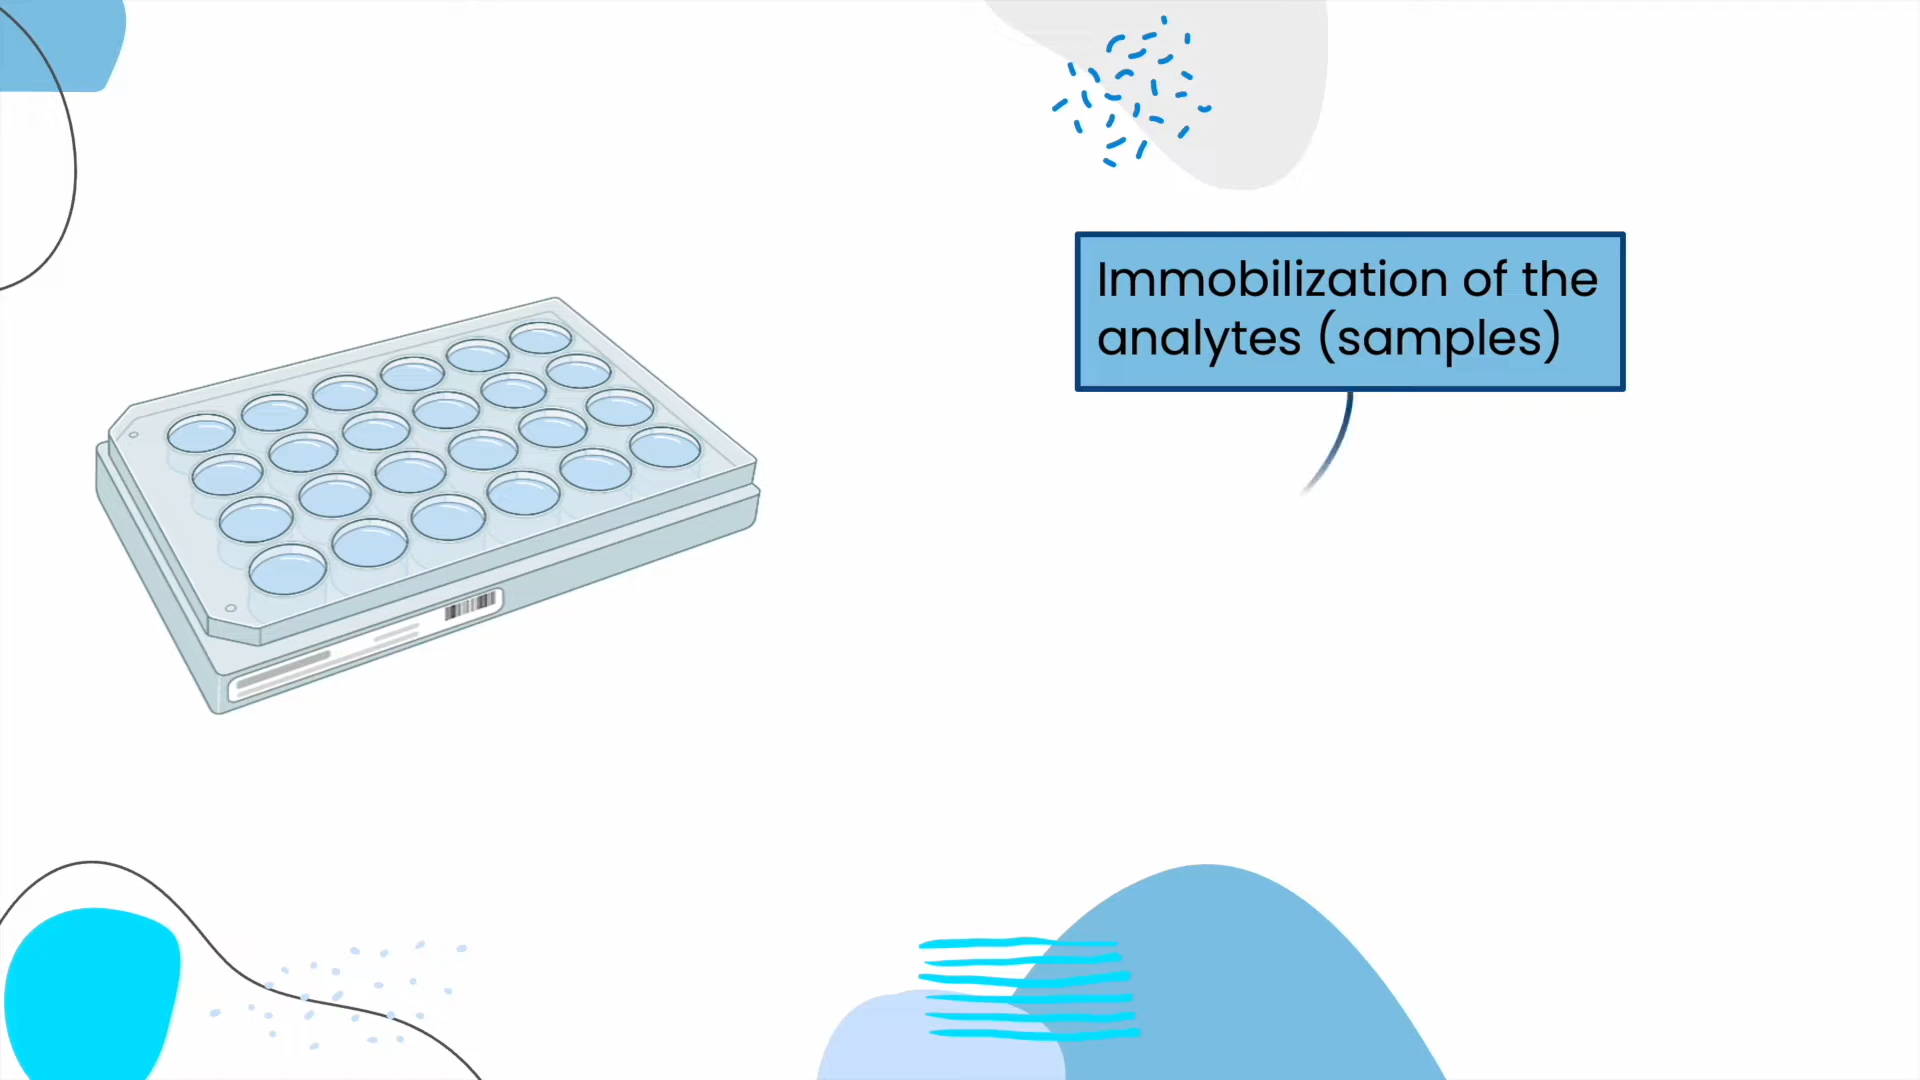 Immobilization of the
analytes (samples)